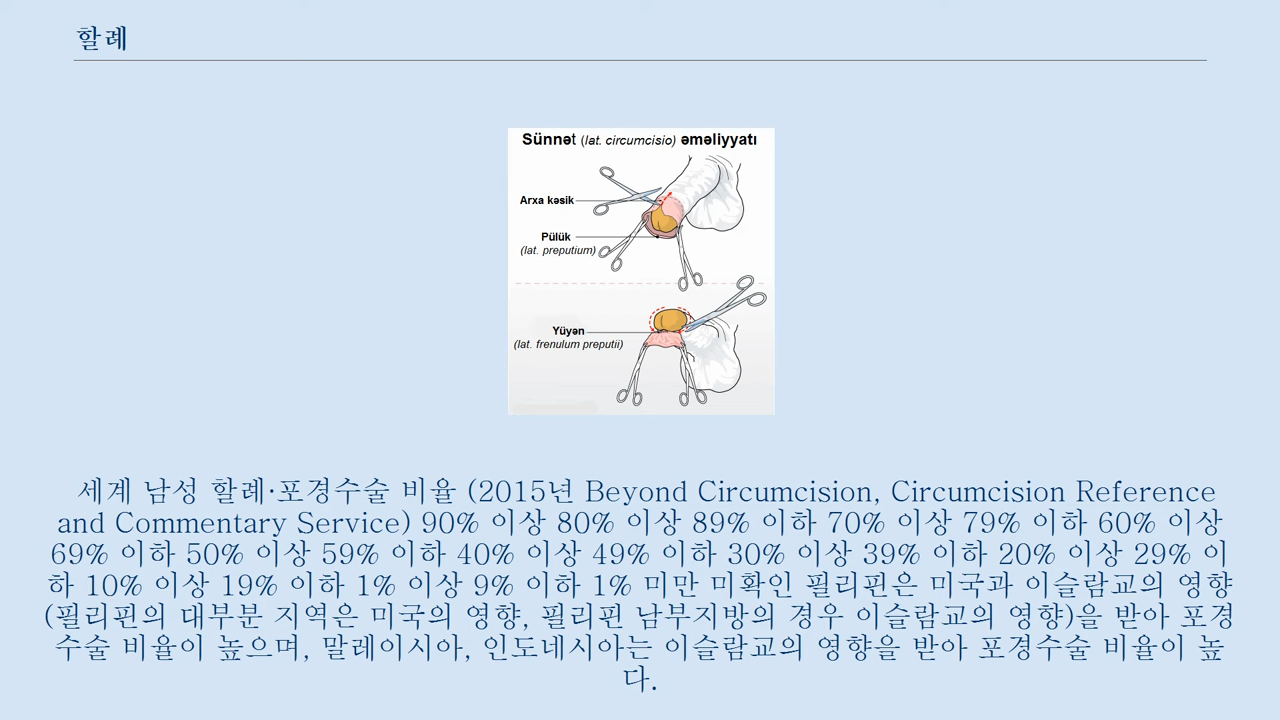 할례
Sünnət (lat. circumcisio) əməliyyatı
Arxa kəsik
Pülük
(lat. preputium)
Yüyən
(lat. frenulum preputii)
세계 남성 할례·포경수술 비율 (2015년 Beyond Circumcision, Circumcision Reference
and Commentary Service) 90% 이상 80% 이상 89% 이하 70% 이상 79% 이하 60% 이상
69% 이하 50% 이상 59% 이하 40% 이상 49% 이하 30% 이상 39% 이하 20% 이상 29% 이
하 10% 이상 19% 이하 1% 이상 9% 이하 1% 미만 미확인 필리핀은 미국과 이슬람교의 영향
(필리핀의 대부분 지역은 미국의 영향, 필리핀 남부지방의 경우 이슬람교의 영향)을 받아 포경
수술 비율이 높으며, 말레이시아, 인도네시아는 이슬람교의 영향을 받아 포경수술 비율이 높
다.